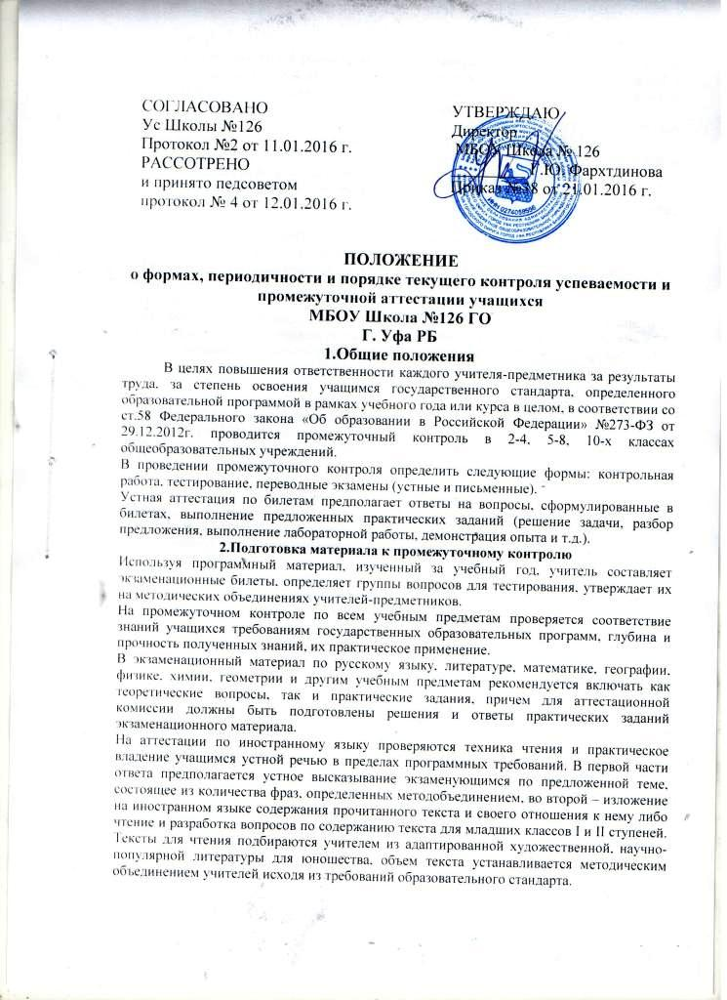 СОГЛАСОВАНО
Ус Школы №126
Протокол №2 от 11.01.2016 г.
РАССОТРЕНО
и принято педсоветом
протокол № 4 от 12.01.2016 г.
УТВЕРЖДАЮ
Директор
МБОУ Школа № 126
Г.Ю. Фархтдинова
Приказ №38 от 21.01.2016 г.
ИНН 0274059596
ПОЛОЖЕНИЕ
о формах, периодичности и порядке текущего контроля успеваемости и
промежуточной аттестации учащихся
МБОУ Школа №126 ГО
Г. Уфа РБ
1.Общие положения
В целях повышения ответственности каждого учителя-предметника за результаты
труда, за степень освоения учащимся государственного стандарта, определенного
образовательной программой в рамках учебного года или курса в целом, в соответствии со
ст.58 Федерального закона «Об образовании в Российской Федерации» №273-ФЗ от
29.12.2012г. проводится промежуточный контроль в 2-4, 5-8, 10-х классах
общеобразовательных учреждений.
В проведении промежуточного контроля определить следующие формы: контрольная
работа, тестирование, переводные экзамены (устные и письменные).
Устная аттестация по билетам предполагает ответы на вопросы, сформулированные в
билетах, выполнение предложенных практических заданий (решение задачи, разбор
предложения, выполнение лабораторной работы, демонстрация опыта и т.д.).
2.Подготовка материала к промежуточному контролю
Используя программный материал, изученный за учебный год, учитель составляет
экзаменационные билеты, определяет группы вопросов для тестирования, утверждает их
на методических объединениях учителей-предметников.
На промежуточном контроле по всем учебным предметам проверяется соответствие
знаний учащихся требованиям государственных образовательных программ, глубина и
прочность полученных знаний, их практическое применение.
В экзаменационный материал по русскому языку, литературе, математике, географии,
физике, химии, геометрии и другим учебным предметам рекомендуется включать как
теоретические вопросы, так и практические задания, причем для аттестационной
комиссии должны быть подготовлены решения и ответы практических заданий
экзаменационного материала.
На аттестации по иностранному языку проверяются техника чтения и практическое
владение учащимся устной речью в пределах программных требований. В первой части
ответа предполагается устное высказывание экзаменующимся по предложенной теме,
состоящее из количества фраз, определенных методобъединением, во второй – изложение
на иностранном языке содержания прочитанного текста и своего отношения к нему либо
чтение и разработка вопросов по содержанию текста для младших классов I и II ступеней.
Тексты для чтения подбираются учителем из адаптированной художественной, научно-
популярной литературы для юношества, объем текста устанавливается методическим
объединением учителей исходя из требований образовательного стандарта.